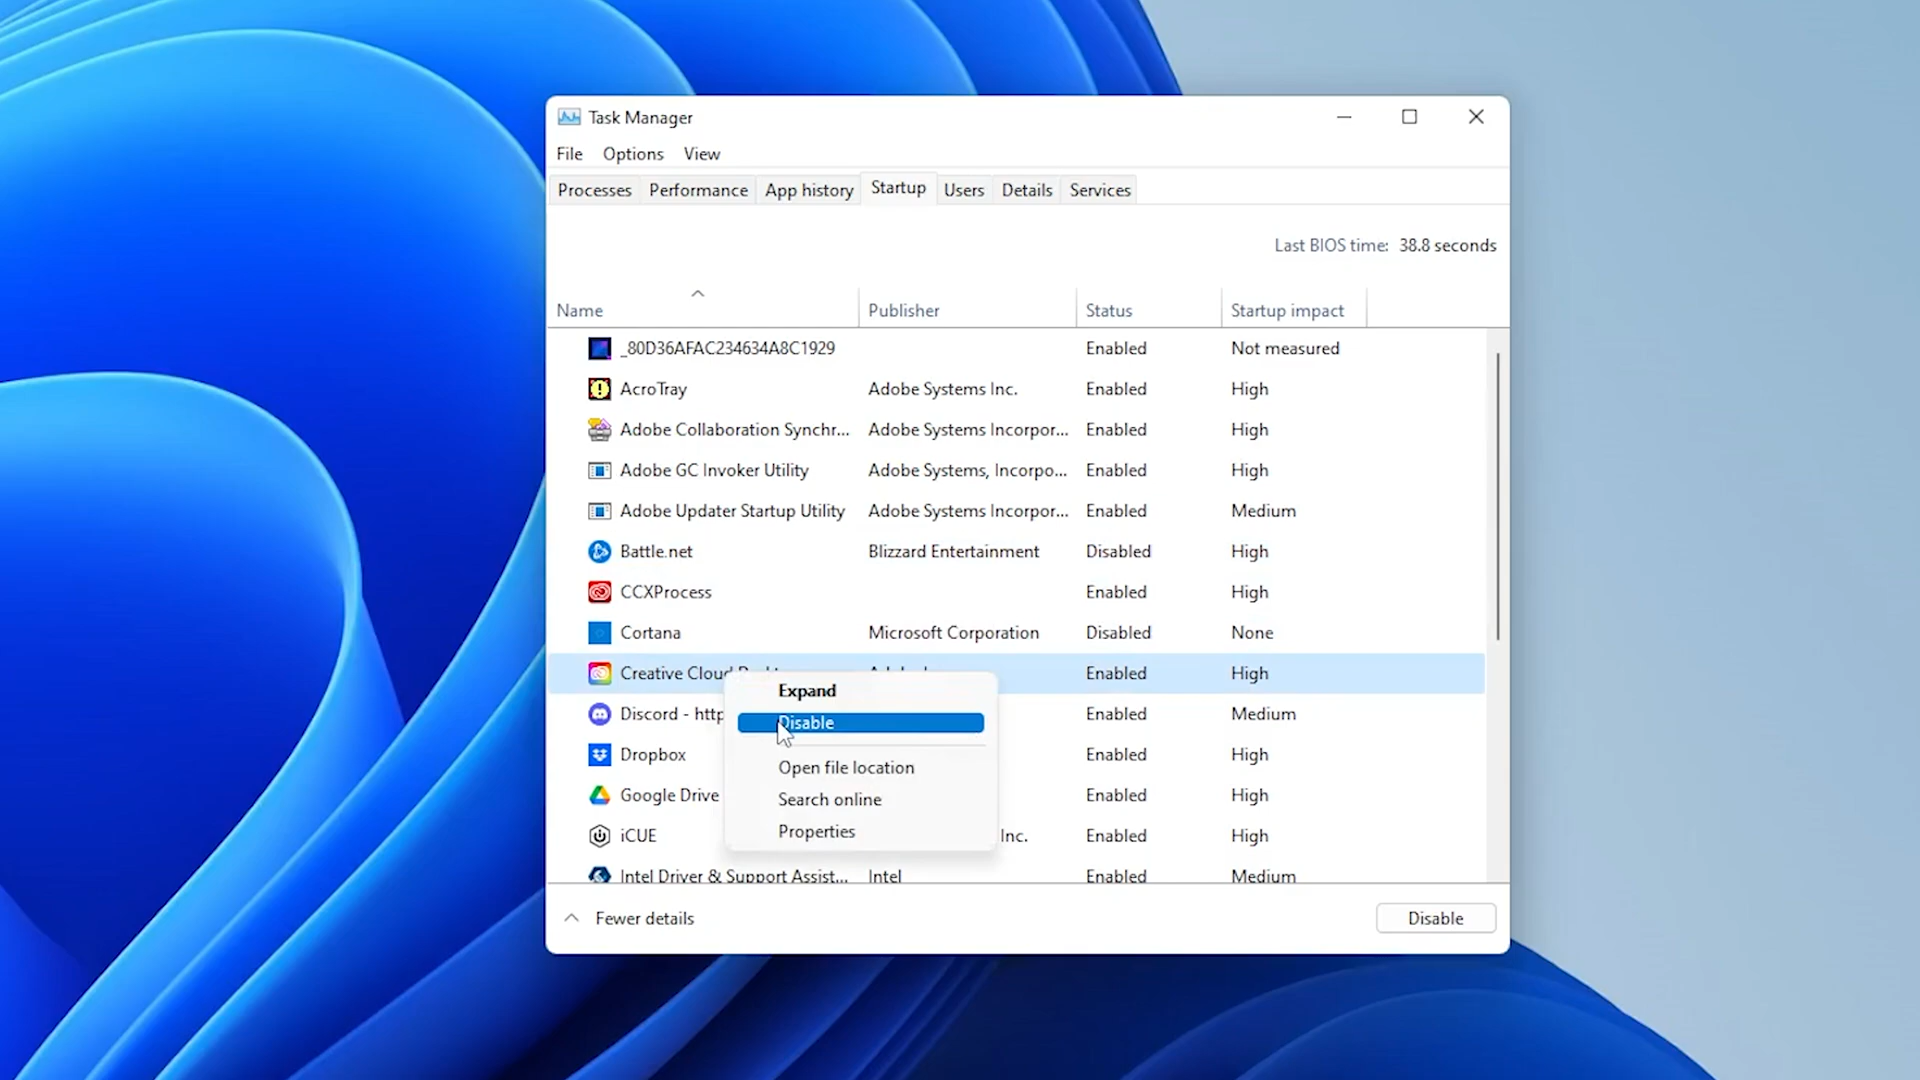 Task Manager
File Options View
Processes Performance App history Startup Users Details Services
Last BIOS time: 38.8 seconds
Name Publisher Status Startup impact
_80D36AFAC234634A8C1929 Enabled Not measured
AcroTray Adobe Systems Inc. Enabled High
Adobe Collaboration Synchr... Adobe Systems Incorpor... Enabled High
Adobe GC Invoker Utility Adobe Systems, Incorpo... Enabled High
Adobe Updater Startup Utility Adobe Systems Incorpor... Enabled Medium
Battle.net Blizzard Entertainment Disabled High
CCXProcess Enabled High
Cortana Microsoft Corporation Disabled None
Creative Cloud Enabled High
Expand
Discord - http Disable Enabled Medium
Dropbox Enabled High
Open file location
Google Drive Search online Enabled High
iCUE Properties Inc. Enabled High
Intel Driver & Support Assist... Intel Enabled Medium
Fewer details Disable